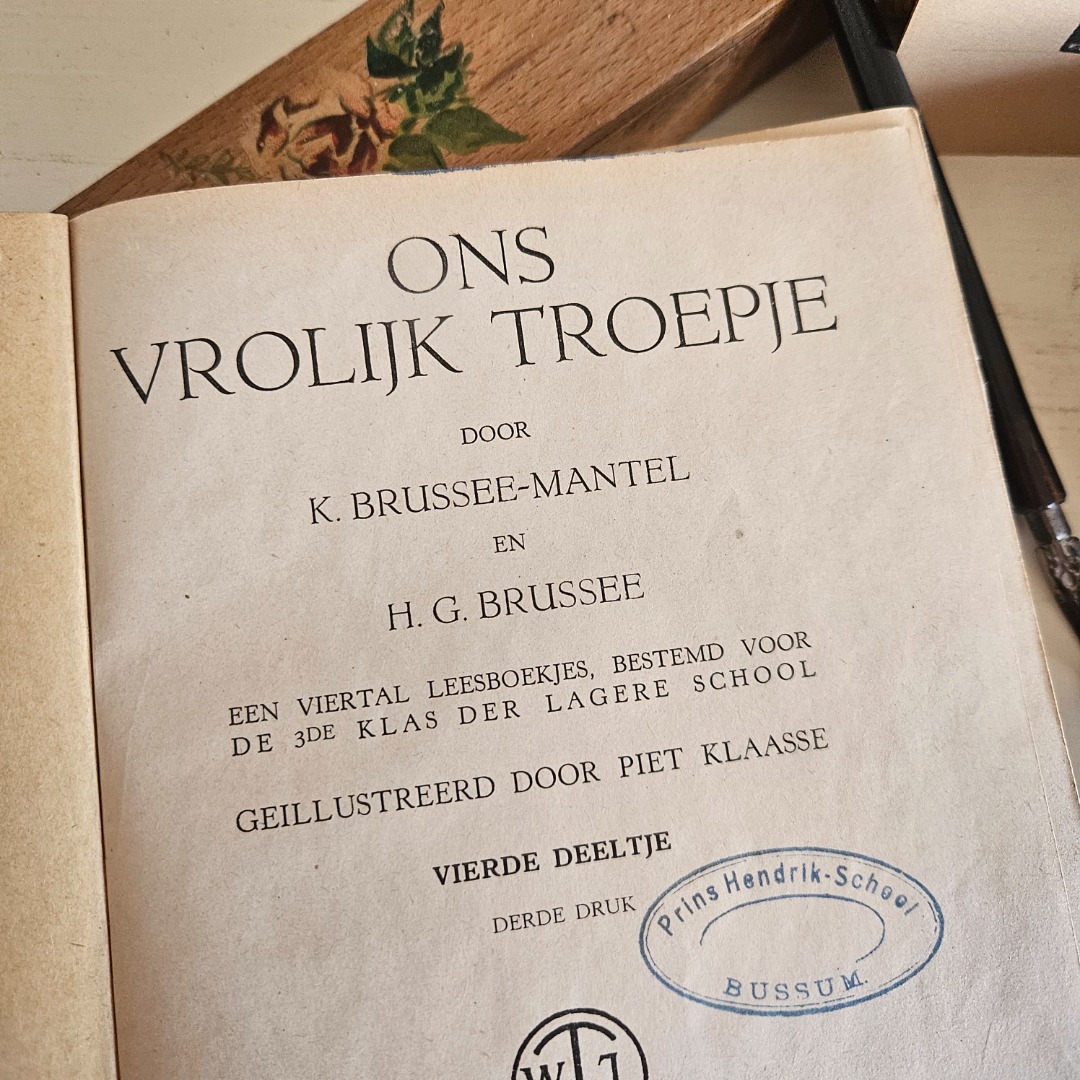 ONS
VROLIJK TROEPJE
DOOR
K. BRUSSEE-MANTEL
EN
H. G. BRUSSEE
EEN VIERTAL LEESBOEKJES, BESTEMD VOOR
DE 3DE KLAS DER LAGERE SCHOOL
GEILLUSTREERD DOOR PIET KLAASSE
VIERDE DEELTJE
DERDE DRUK
Prins Hendrik-School
BUSSUM.